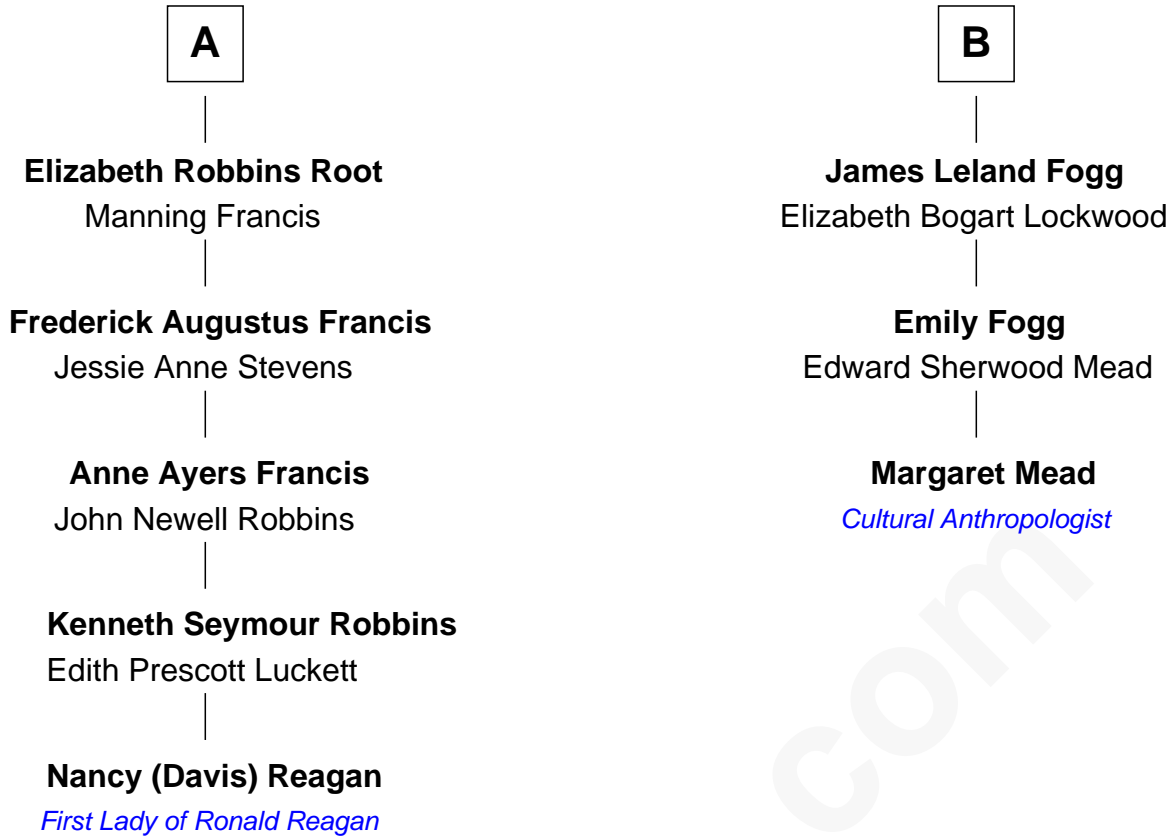 A
Elizabeth Robbins Root
Manning Francis
Frederick Augustus Francis
Jessie Anne Stevens
Anne Ayers Francis
John Newell Robbins
Kenneth Seymour Robbins
Edith Prescott Luckett
Nancy (Davis) Reagan
First Lady of Ronald Reagan
B
James Leland Fogg
Elizabeth Bogart Lockwood
Emily Fogg
Edward Sherwood Mead
Margaret Mead
Cultural Anthropologist
com